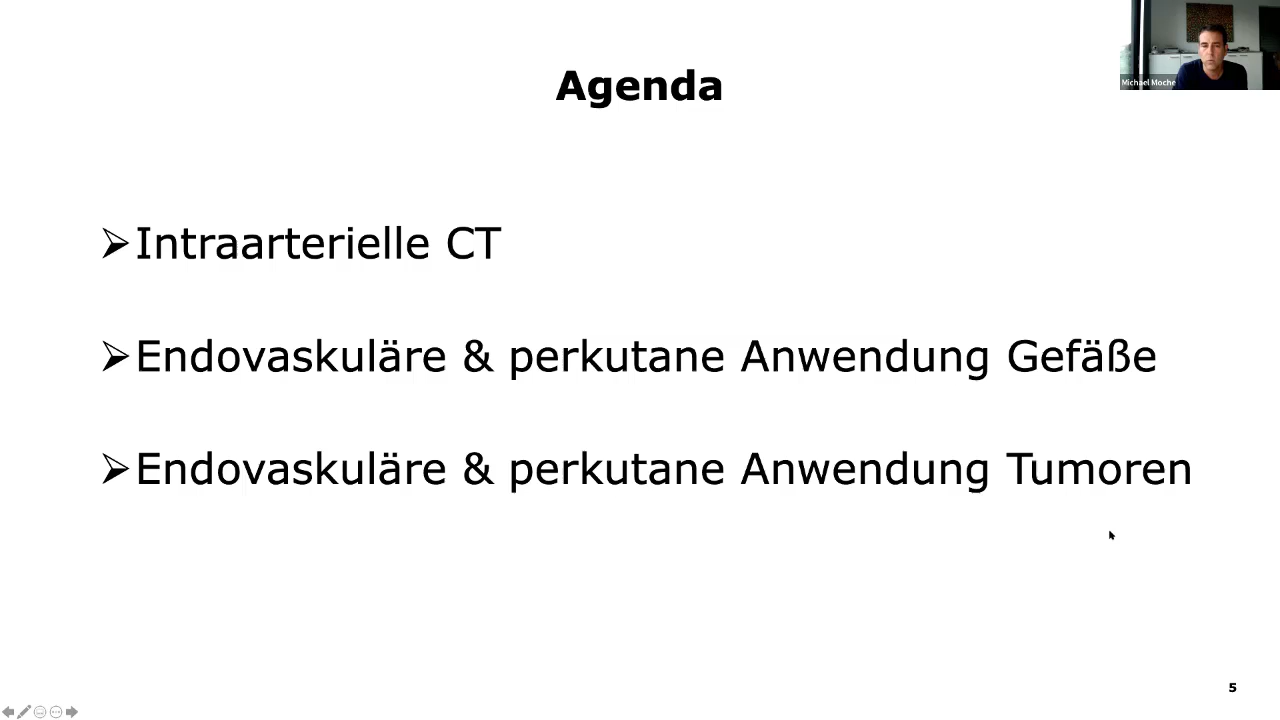 Agenda
Michael Moche
➢Intraarterielle CT
➢Endovaskuläre & perkutane Anwendung Gefäße
➢Endovaskuläre & perkutane Anwendung Tumoren
5